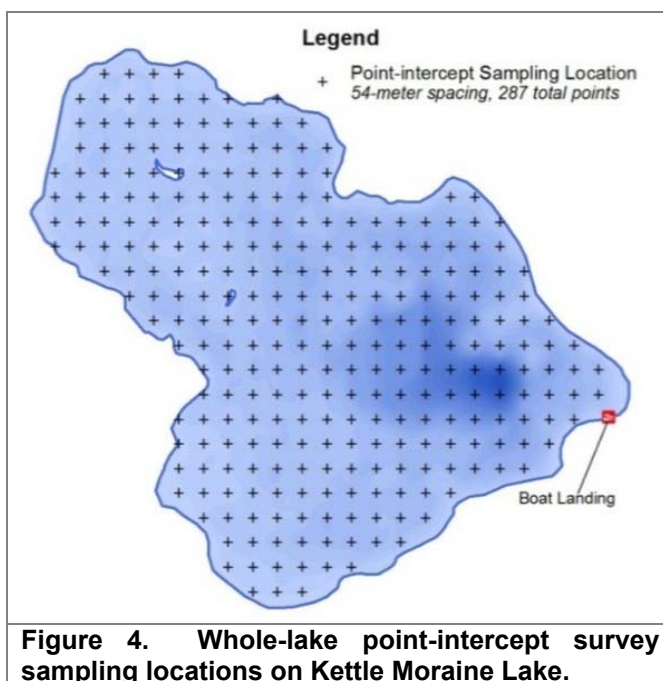 Legend
+ Point-intercept Sampling Location
54-meter spacing, 287 total points
Boat Landing
Figure 4. Whole-lake point-intercept survey
sampling locations on Kettle Moraine Lake.